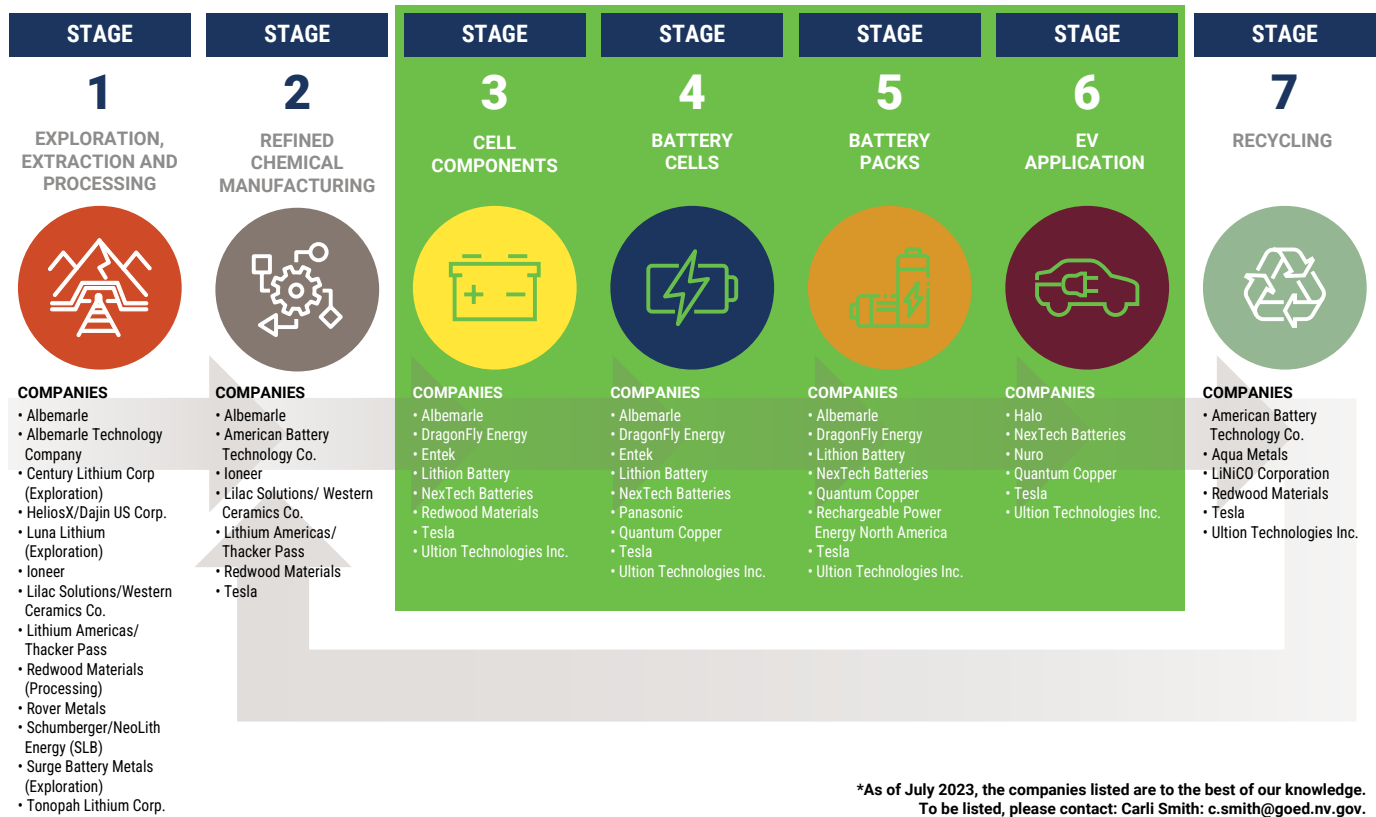 STAGE
1
EXPLORATION,
EXTRACTION AND
PROCESSING
COMPANIES
• Albemarle
• Albemarle Technology
Company
• Century Lithium Corp
(Exploration)
• HeliosX/Dajin US Corp.
• Luna Lithium
(Exploration)
• Ioneer
• Lilac Solutions/Western
Ceramics Co.
• Lithium Americas/
Thacker Pass
• Redwood Materials
(Processing)
• Rover Metals
• Schumberger/NeoLith
Energy (SLB)
• Surge Battery Metals
(Exploration)
• Tonopah Lithium Corp.
STAGE
2
REFINED
CHEMICAL
MANUFACTURING
COMPANIES
• Albemarle
• American Battery
Technology Co.
• Ioneer
• Lilac Solutions/ Western
Ceramics Co.
• Lithium Americas/
Thacker Pass
• Redwood Materials
• Tesla
STAGE
3
CELL
COMPONENTS
COMPANIES
• Albemarle
• DragonFly Energy
• Entek
• Lithion Battery
• NexTech Batteries
• Redwood Materials
• Tesla
• Ultion Technologies Inc.
STAGE
4
BATTERY
CELLS
COMPANIES
• Albemarle
• DragonFly Energy
• Entek
• Lithion Battery
• NexTech Batteries
• Panasonic
• Quantum Copper
• Tesla
• Ultion Technologies Inc.
STAGE
5
BATTERY
PACKS
COMPANIES
• Albemarle
• DragonFly Energy
• Lithion Battery
• NexTech Batteries
• Quantum Copper
• Rechargeable Power
Energy North America
• Tesla
• Ultion Technologies Inc.
STAGE
6
EV
APPLICATION
COMPANIES
• Halo
• NexTech Batteries
• Nuro
• Quantum Copper
• Tesla
• Ultion Technologies Inc.
STAGE
7
RECYCLING
COMPANIES
• American Battery
Technology Co.
• Aqua Metals
• LiNiCO Corporation
• Redwood Materials
• Tesla
• Ultion Technologies Inc.
*As of July 2023, the companies listed are to the best of our knowledge.
To be listed, please contact: Carli Smith: c.smith@goed.nv.gov.